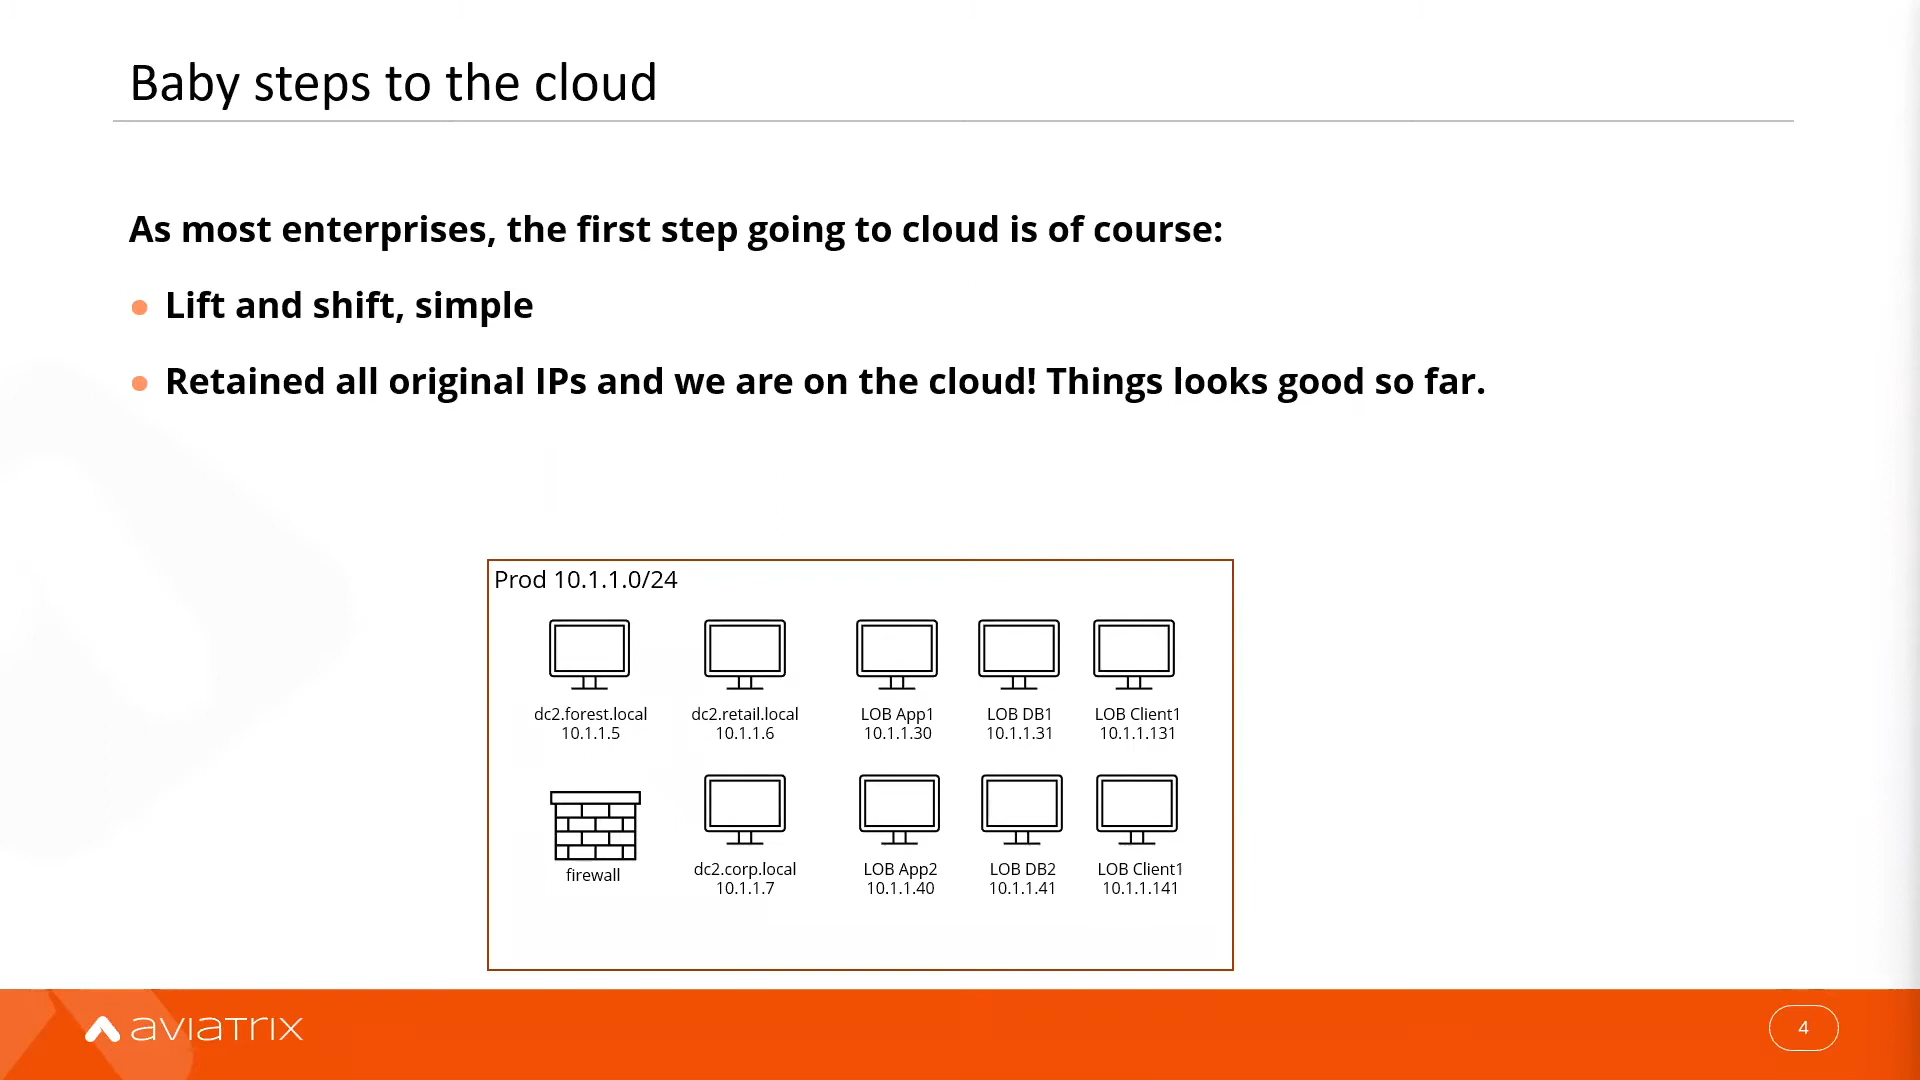 Baby steps to the cloud
As most enterprises, the first step going to cloud is of course:
Lift and shift, simple
Retained all original IPs and we are on the cloud! Things looks good so far.
Prod 10.1.1.0/24
dc2.forest.local
10.1.1.5
dc2.retail.local
10.1.1.6
LOB App1
10.1.1.30
LOB DB1
10.1.1.31
LOB Client1
10.1.1.131
firewall
dc2.corp.local
10.1.1.7
LOB App2
10.1.1.40
LOB DB2
10.1.1.41
LOB Client1
10.1.1.141
aviatrix
4